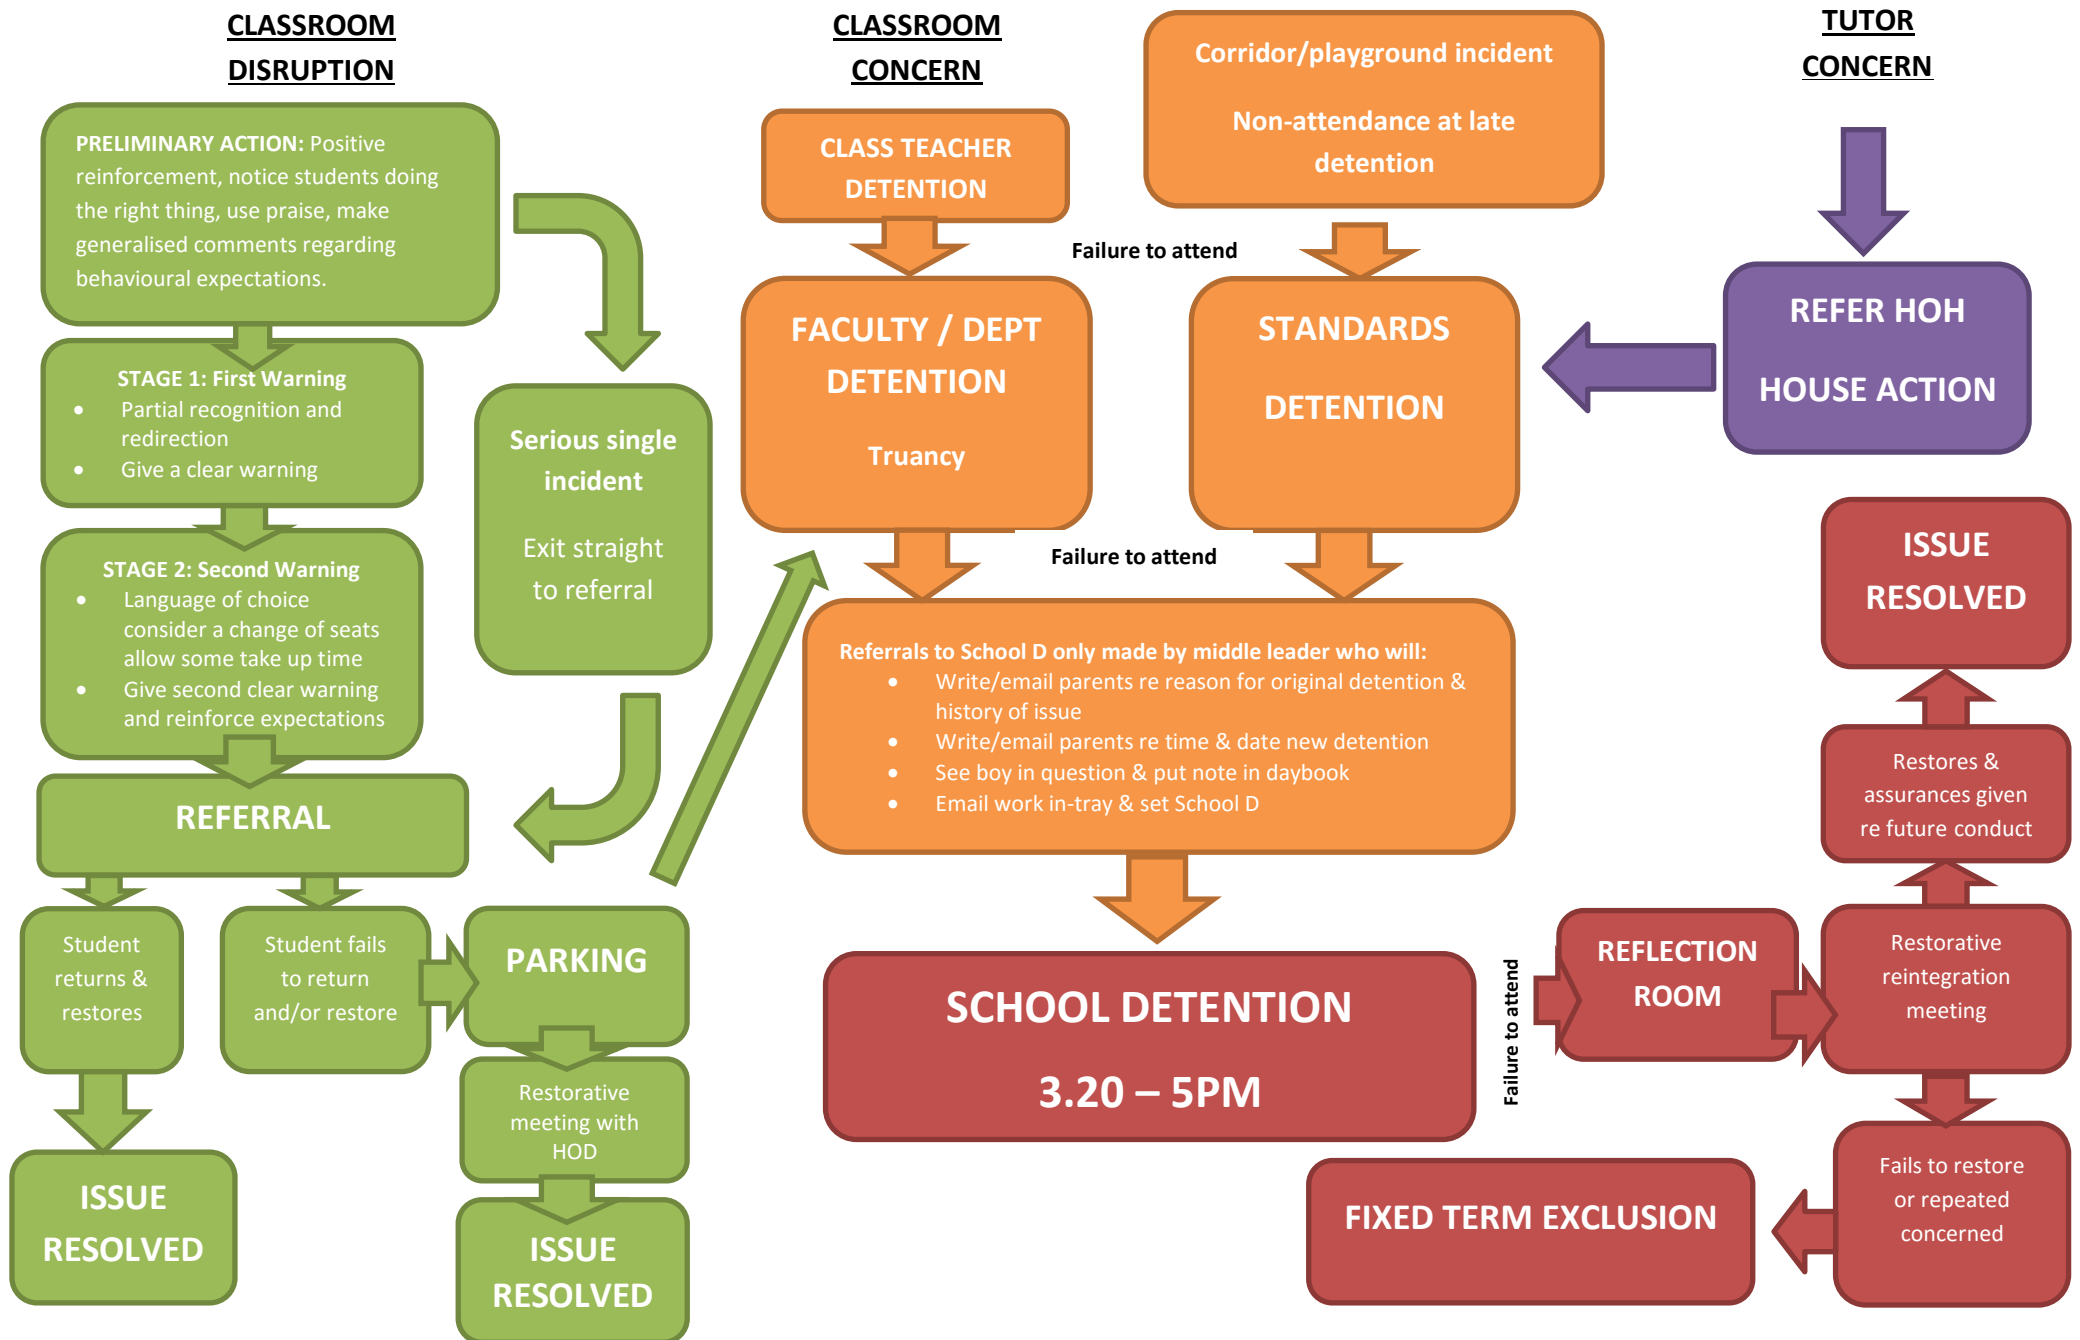 CLASSROOM
DISRUPTION
PRELIMINARY ACTION: Positive
reinforcement, notice students doing
the right thing, use praise, make
generalised comments regarding
behavioural expectations.
STAGE 1: First Warning
• Partial recognition and
redirection
• Give a clear warning
STAGE 2: Second Warning
• Language of choice
consider a change of seats
allow some take up time
• Give second clear warning
and reinforce expectations
Serious single
incident
Exit straight
to referral
REFERRAL
Student
returns &
restores
Student fails
to return
and/or restore
PARKING
Restorative
meeting with
HOD
ISSUE
RESOLVED
ISSUE
RESOLVED
CLASSROOM
CONCERN
CLASS TEACHER
DETENTION
Corridor/playground incident
Non-attendance at late
detention
Failure to attend
FACULTY / DEPT
DETENTION
Truancy
STANDARDS
DETENTION
Failure to attend
Referrals to School D only made by middle leader who will:
• Write/email parents re reason for original detention &
history of issue
• Write/email parents re time & date new detention
• See boy in question & put note in daybook
• Email work in-tray & set School D
SCHOOL DETENTION
3.20 – 5PM
TUTOR
CONCERN
REFER HOH
HOUSE ACTION
Failure to attend
REFLECTION
ROOM
Restorative
reintegration
meeting
Restores &
assurances given
re future conduct
ISSUE
RESOLVED
Fails to restore
or repeated
concerned
FIXED TERM EXCLUSION